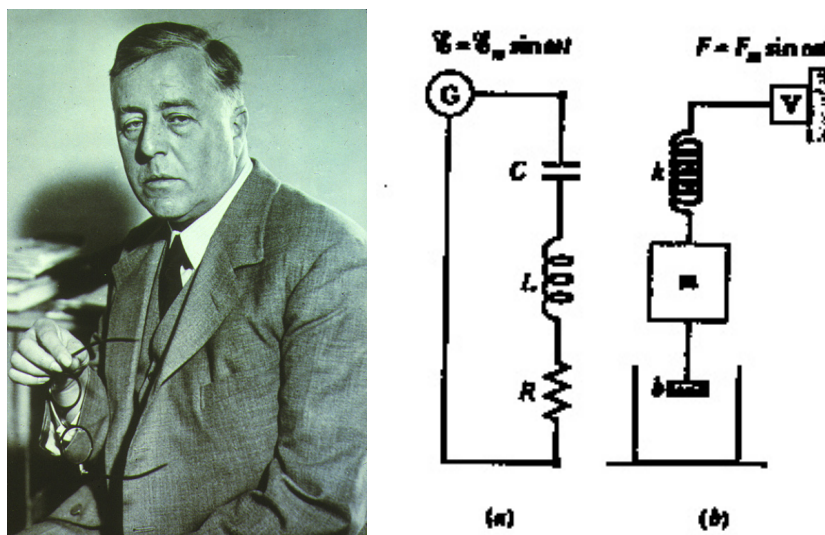 ℰ = ℰm sin ωt
F = Fm sin ωt
G
V
C
k
L
m
R
b
(a)
(b)